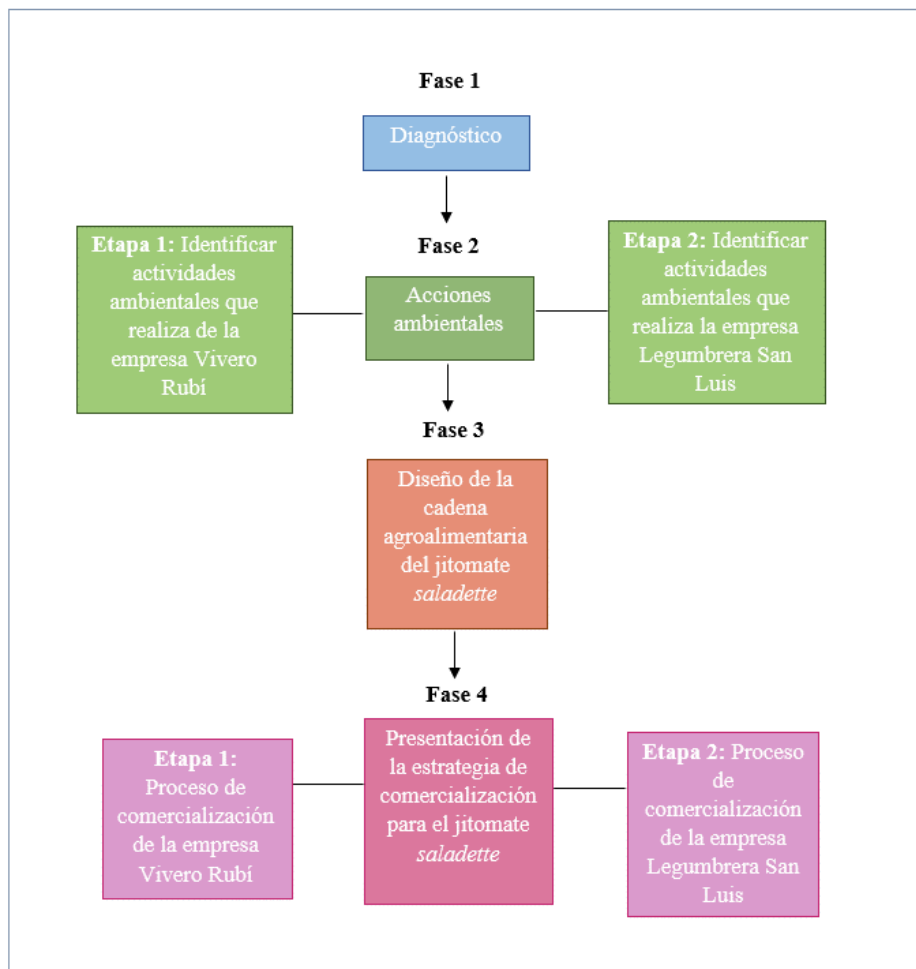 Fase 1
Diagnóstico
Fase 2
Etapa 1: Identificar
actividades
ambientales que
realiza de la
empresa Vivero
Rubí
Acciones
ambientales
Etapa 2: Identificar
actividades
ambientales que
realiza la empresa
Legumbrera San
Luis
Fase 3
Diseño de la
cadena
agroalimentaria
del jitomate
saladette
Fase 4
Etapa 1:
Proceso de
comercialización
de la empresa
Vivero Rubí
Presentación de
la estrategia de
comercialización
para el jitomate
saladette
Etapa 2: Proceso
de
comercialización
de la empresa
Legumbrera San
Luis